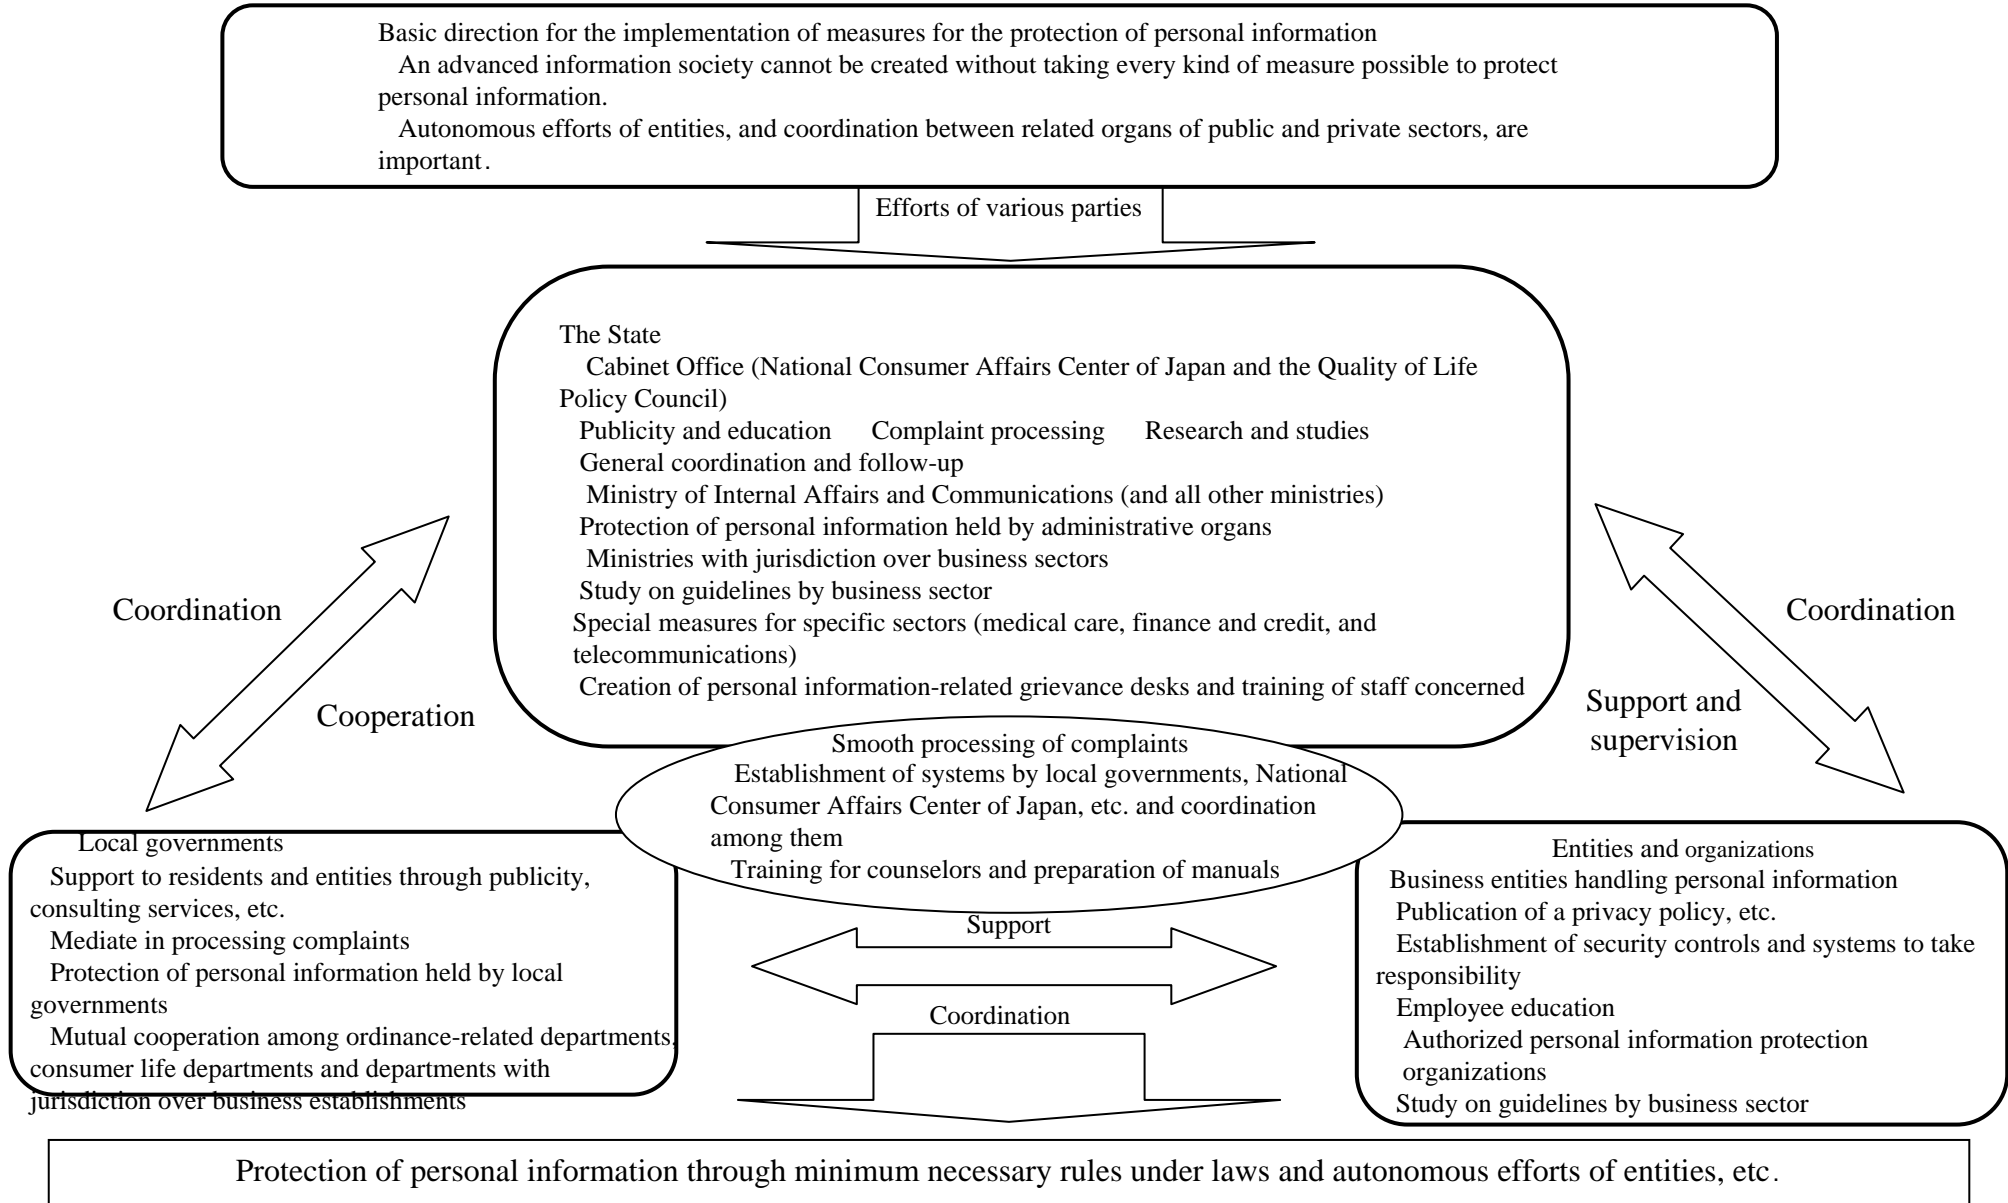 Basic direction for the implementation of measures for the protection of personal information
An advanced information society cannot be created without taking every kind of measure possible to protect
personal information.
Autonomous efforts of entities, and coordination between related organs of public and private sectors, are
important.
Efforts of various parties
The State
Cabinet Office (National Consumer Affairs Center of Japan and the Quality of Life
Policy Council)
Publicity and education Complaint processing Research and studies
General coordination and follow-up
Ministry of Internal Affairs and Communications (and all other ministries)
Protection of personal information held by administrative organs
Ministries with jurisdiction over business sectors
Study on guidelines by business sector
Special measures for specific sectors (medical care, finance and credit, and
telecommunications)
Creation of personal information-related grievance desks and training of staff concerned
Coordination
Cooperation
Coordination
Support and
supervision
Smooth processing of complaints
Establishment of systems by local governments, National
Consumer Affairs Center of Japan, etc. and coordination
among them
Training for counselors and preparation of manuals
Local governments
Support to residents and entities through publicity,
consulting services, etc.
Mediate in processing complaints
Protection of personal information held by local
governments
Mutual cooperation among ordinance-related departments,
consumer life departments and departments with
jurisdiction over business establishments
Support
Coordination
Entities and organizations
Business entities handling personal information
Publication of a privacy policy, etc.
Establishment of security controls and systems to take
responsibility
Employee education
Authorized personal information protection
organizations
Study on guidelines by business sector
Protection of personal information through minimum necessary rules under laws and autonomous efforts of entities, etc.